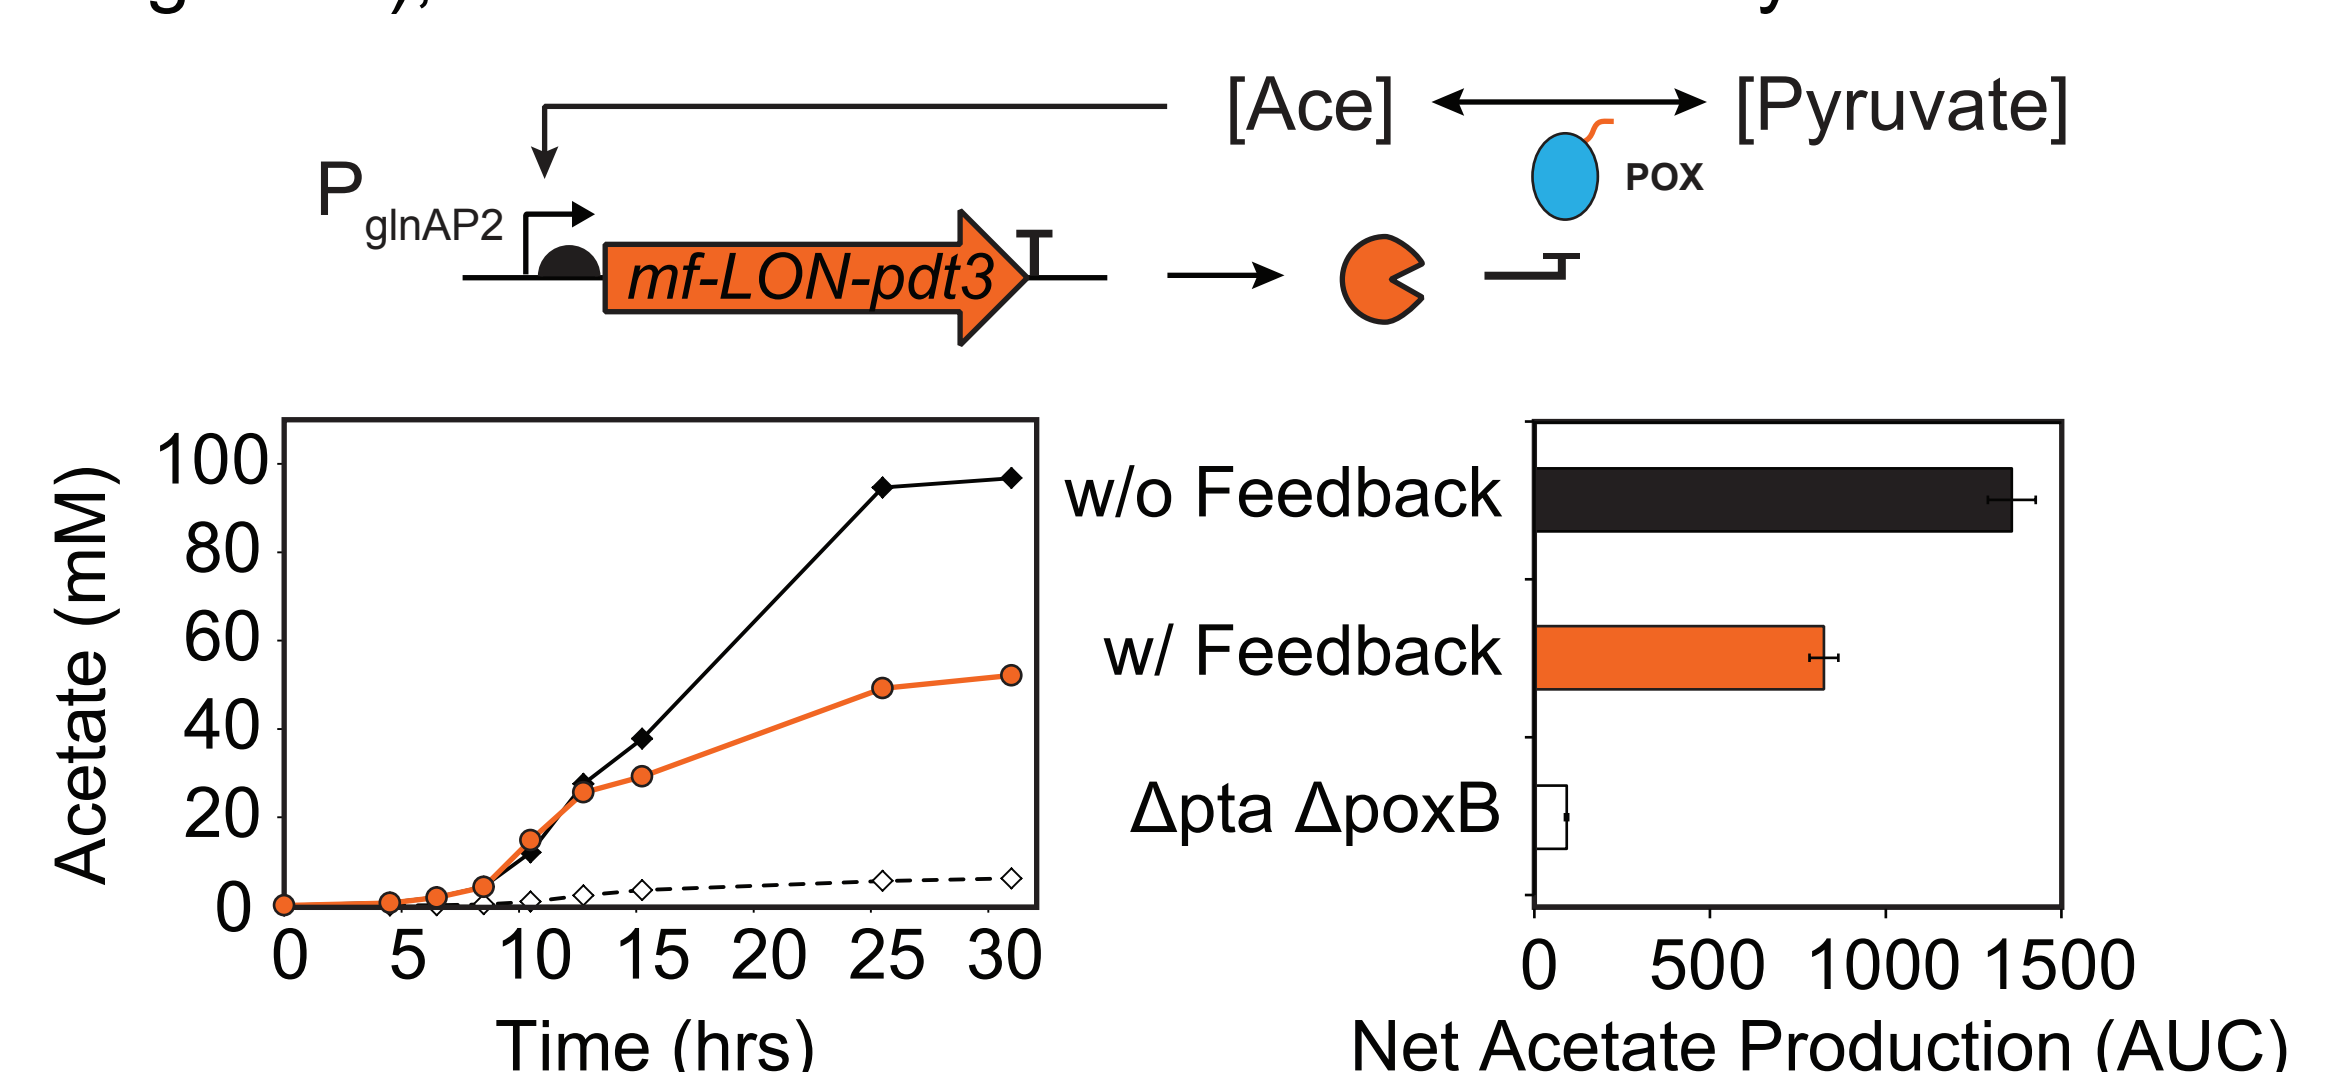 [Ace] [Pyruvate]
POX
P glnAP2
mf-LON-pdt3
Acetate (mM)
100
80
60
40
20
0
0 5 10 15 20 25 30
Time (hrs)
w/o Feedback
w/ Feedback
Δpta ΔpoxB
0 500 1000 1500
Net Acetate Production (AUC)